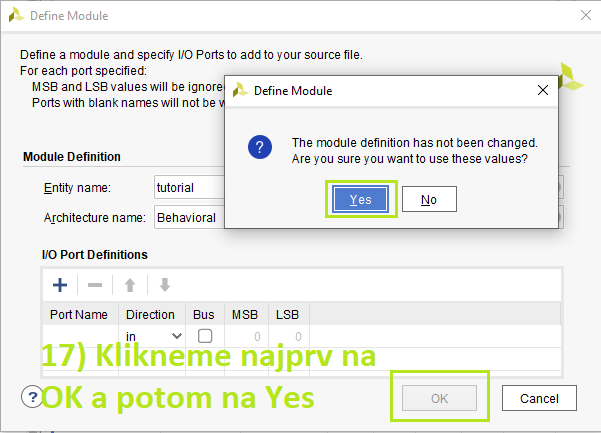 Define Module
Define a module and specify I/O Ports to add to your source file.
For each port specified:
MSB and LSB values will be ignored
Ports with blank names will not be w
Define Module
The module definition has not been changed.
Are you sure you want to use these values?
Yes
No
Module Definition
Entity name: tutorial
Architecture name: Behavioral
I/O Port Definitions
Port Name Direction Bus MSB LSB
in 0 0
17) Klikneme najprv na
OK a potom na Yes
? OK Cancel